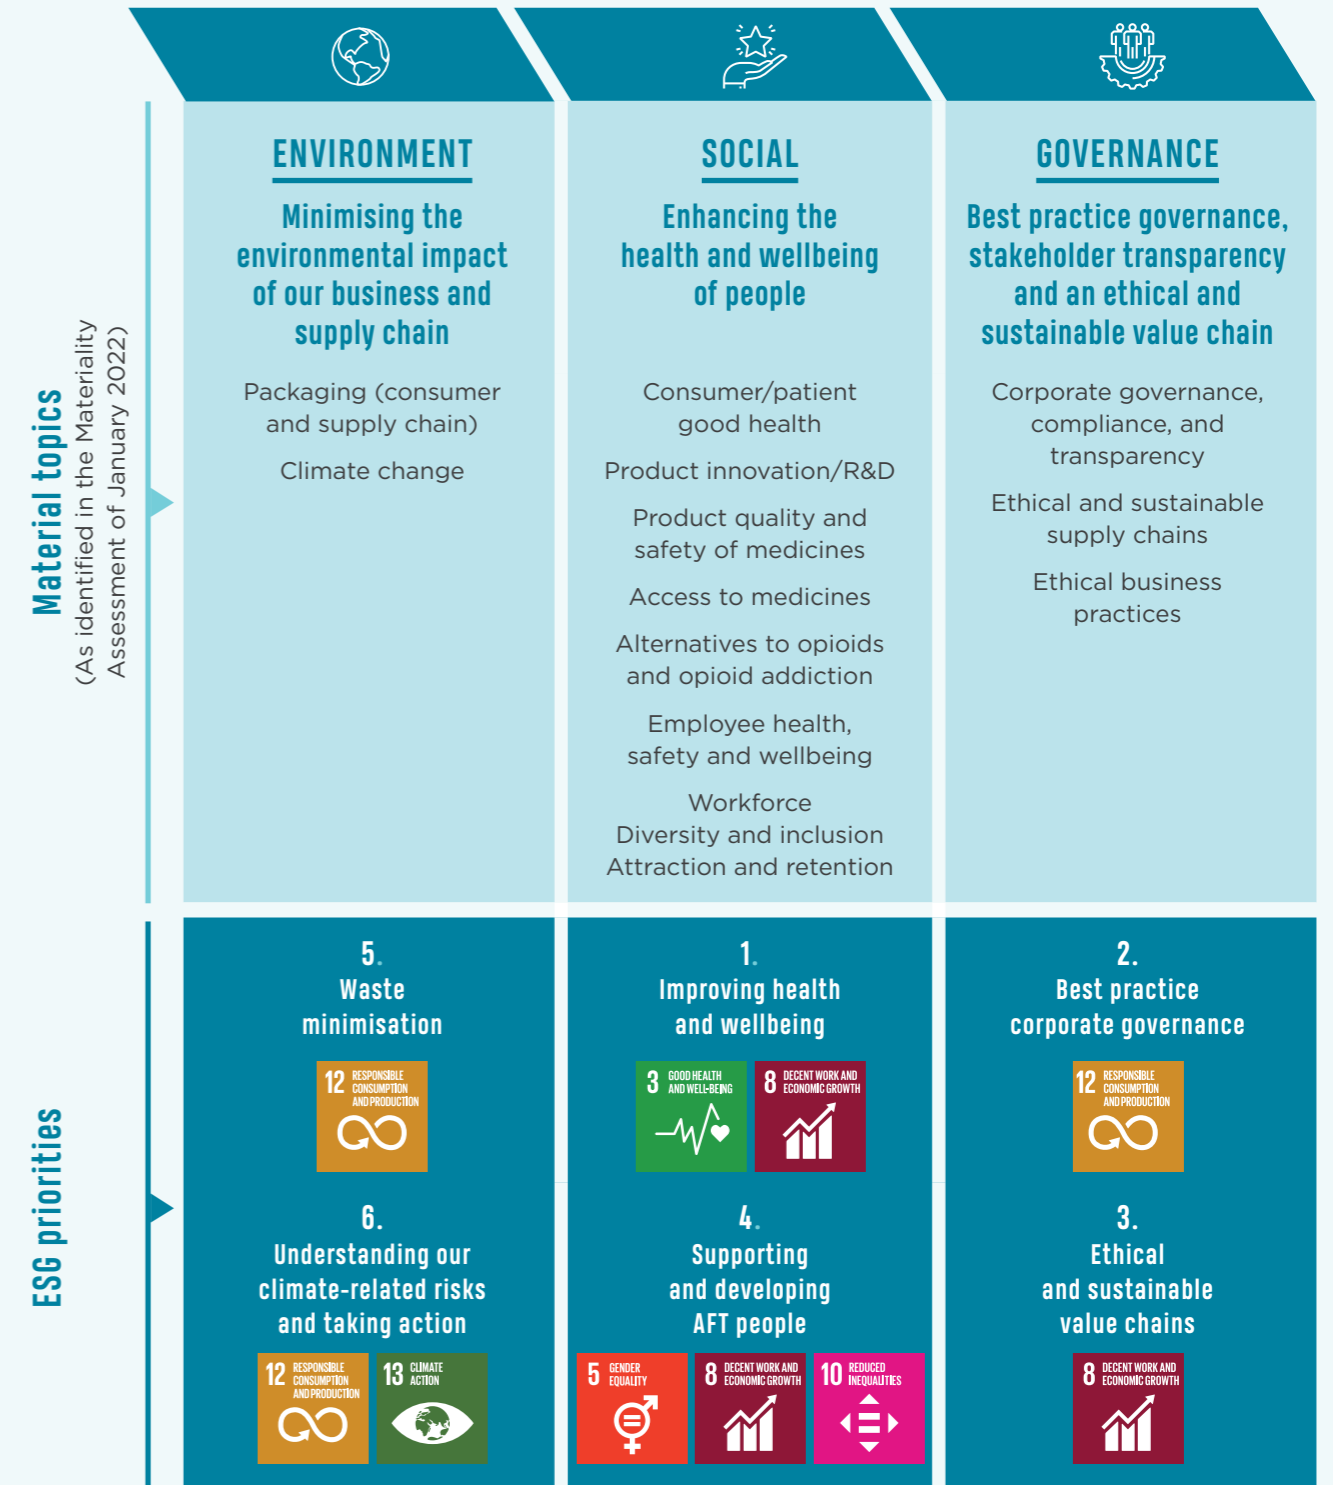 ENVIRONMENT
Minimising the
environmental impact
of our business and
supply chain
Packaging (consumer
and supply chain)
Climate change
SOCIAL
Enhancing the
health and wellbeing
of people
Consumer/patient
good health
Product innovation/R&D
Product quality and
safety of medicines
Access to medicines
Alternatives to opioids
and opioid addiction
Employee health,
safety and wellbeing
Workforce
Diversity and inclusion
Attraction and retention
GOVERNANCE
Best practice governance,
stakeholder transparency
and an ethical and
sustainable value chain
Corporate governance,
compliance, and
transparency
Ethical and sustainable
supply chains
Ethical business
practices
Material topics
(As identified in the Materiality
Assessment of January 2022)
ESG priorities
5.
Waste
minimisation
12 RESPONSIBLE
CONSUMPTION
AND PRODUCTION
6.
Understanding our
climate-related risks
and taking action
12 RESPONSIBLE
CONSUMPTION
AND PRODUCTION
13 CLIMATE
ACTION
1.
Improving health
and wellbeing
3 GOOD HEALTH
AND WELL-BEING
8 DECENT WORK AND
ECONOMIC GROWTH
4.
Supporting
and developing
AFT people
5 GENDER
EQUALITY
8 DECENT WORK AND
ECONOMIC GROWTH
10 REDUCED
INEQUALITIES
2.
Best practice
corporate governance
12 RESPONSIBLE
CONSUMPTION
AND PRODUCTION
3.
Ethical
and sustainable
value chains
8 DECENT WORK AND
ECONOMIC GROWTH